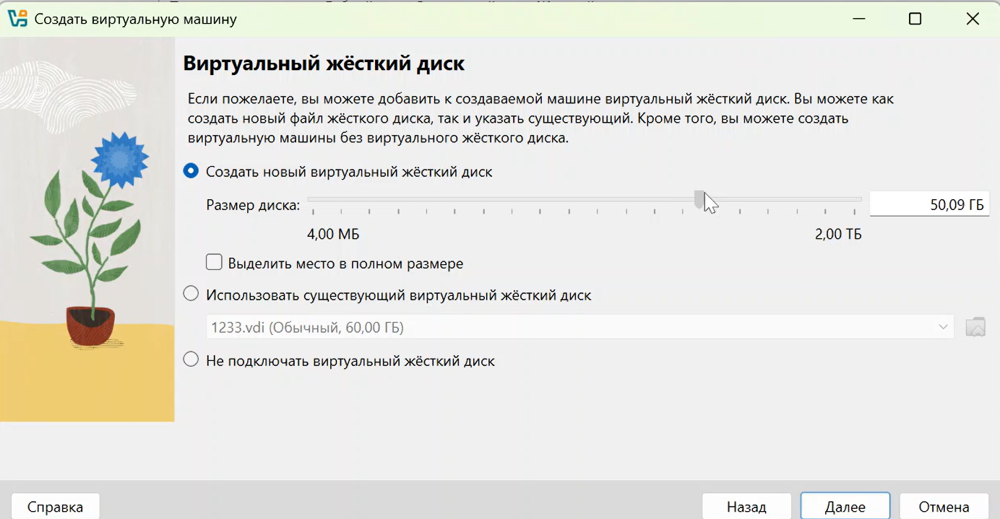 Создать виртуальную машину
Виртуальный жёсткий диск
Если пожелаете, вы можете добавить к создаваемой машине виртуальный жёсткий диск. Вы можете как
создать новый файл жёсткого диска, так и указать существующий. Кроме того, вы можете создать
виртуальную машины без виртуального жёсткого диска.
Создать новый виртуальный жёсткий диск
Размер диска:
50,09 ГБ
4,00 МБ
2,00 ТБ
Выделить место в полном размере
Использовать существующий виртуальный жёсткий диск
1233.vdi (Обычный, 60,00 ГБ)
Не подключать виртуальный жёсткий диск
Справка
Назад
Далее
Отмена